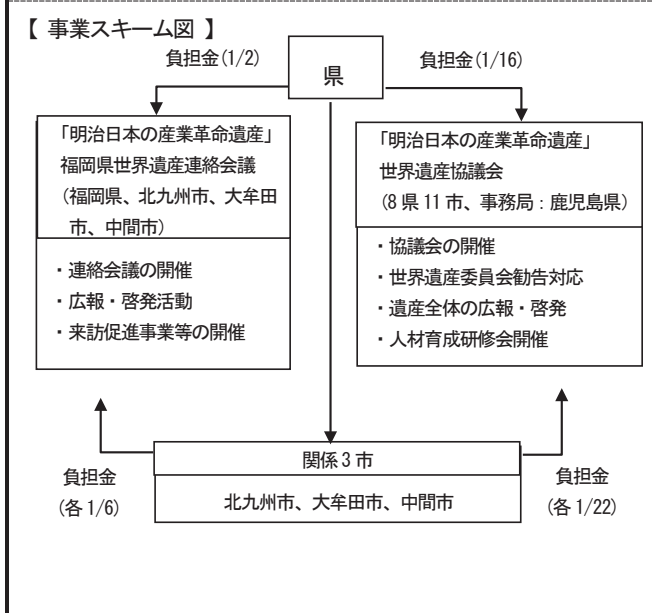 【 事業スキーム図 】
負担金(1/2)
県
負担金(1/16)
「明治日本の産業革命遺産」
福岡県世界遺産連絡会議
(福岡県、北九州市、大牟田
市、中間市)
・連絡会議の開催
・広報・啓発活動
・来訪促進事業等の開催
「明治日本の産業革命遺産」
世界遺産協議会
(8県11市、事務局：鹿児島県)
・協議会の開催
・世界遺産委員会勧告対応
・遺産全体の広報・啓発
・人材育成研修会開催
負担金
(各1/6)
関係3市
北九州市、大牟田市、中間市
負担金
(各1/22)